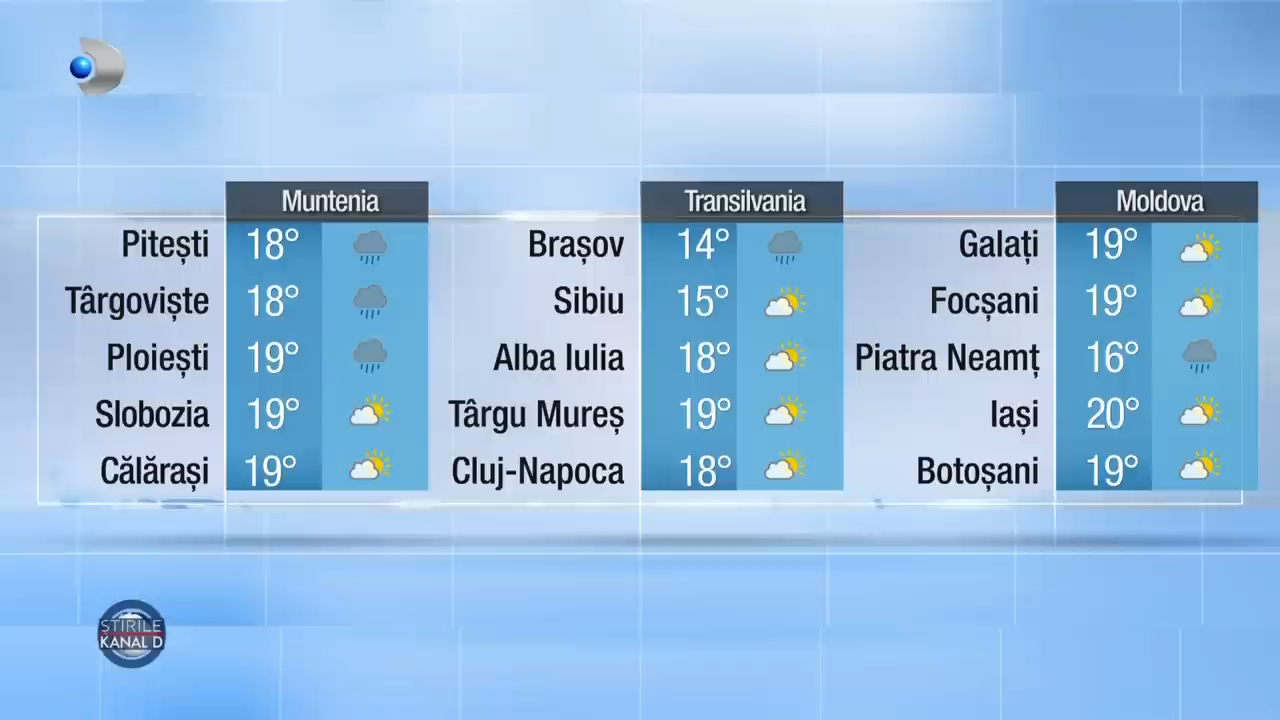 Muntenia
Pitești 18°
Târgoviște 18°
Ploiești 19°
Slobozia 19°
Călărași 19°
Transilvania
Brașov 14°
Sibiu 15°
Alba Iulia 18°
Târgu Mureș 19°
Cluj-Napoca 18°
Moldova
Galați 19°
Focșani 19°
Piatra Neamț 16°
Iași 20°
Botoșani 19°
ȘTIRILE
KANAL D